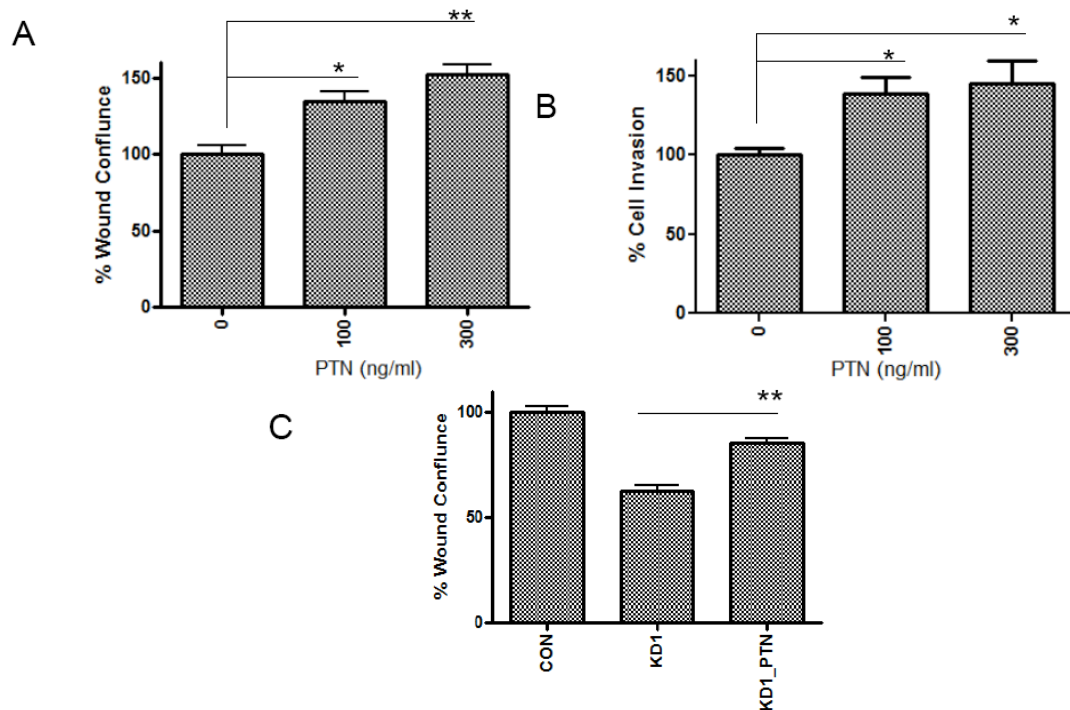 A
% Wound Conflunce
150
100
50
0
*
**
0
100
300
PTN (ng/ml)
B
% Cell Invasion
150
100
50
0
*
*
0
100
300
PTN (ng/ml)
C
% Wound Conflunce
100
50
0
**
CON
KD1
KD1_PTN